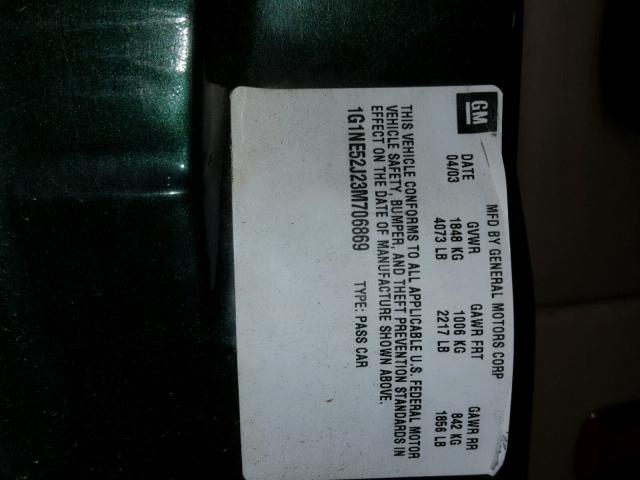 GM
MFD BY GENERAL MOTORS CORP
DATE GVWR GAWR FRT GAWR RR
04/03 1848 KG 1006 KG 842 KG
4073 LB 2217 LB 1856 LB
THIS VEHICLE CONFORMS TO ALL APPLICABLE U.S. FEDERAL MOTOR
VEHICLE SAFETY, BUMPER, AND THEFT PREVENTION STANDARDS IN
EFFECT ON THE DATE OF MANUFACTURE SHOWN ABOVE.
1G1NE52J23M706869 TYPE: PASS CAR